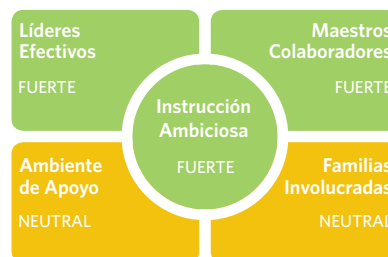 Líderes
Efectivos
FUERTE
Maestros
Colaboradores
FUERTE
Instrucción
Ambiciosa
FUERTE
Ambiente
de Apoyo
NEUTRAL
Familias
Involucradas
NEUTRAL